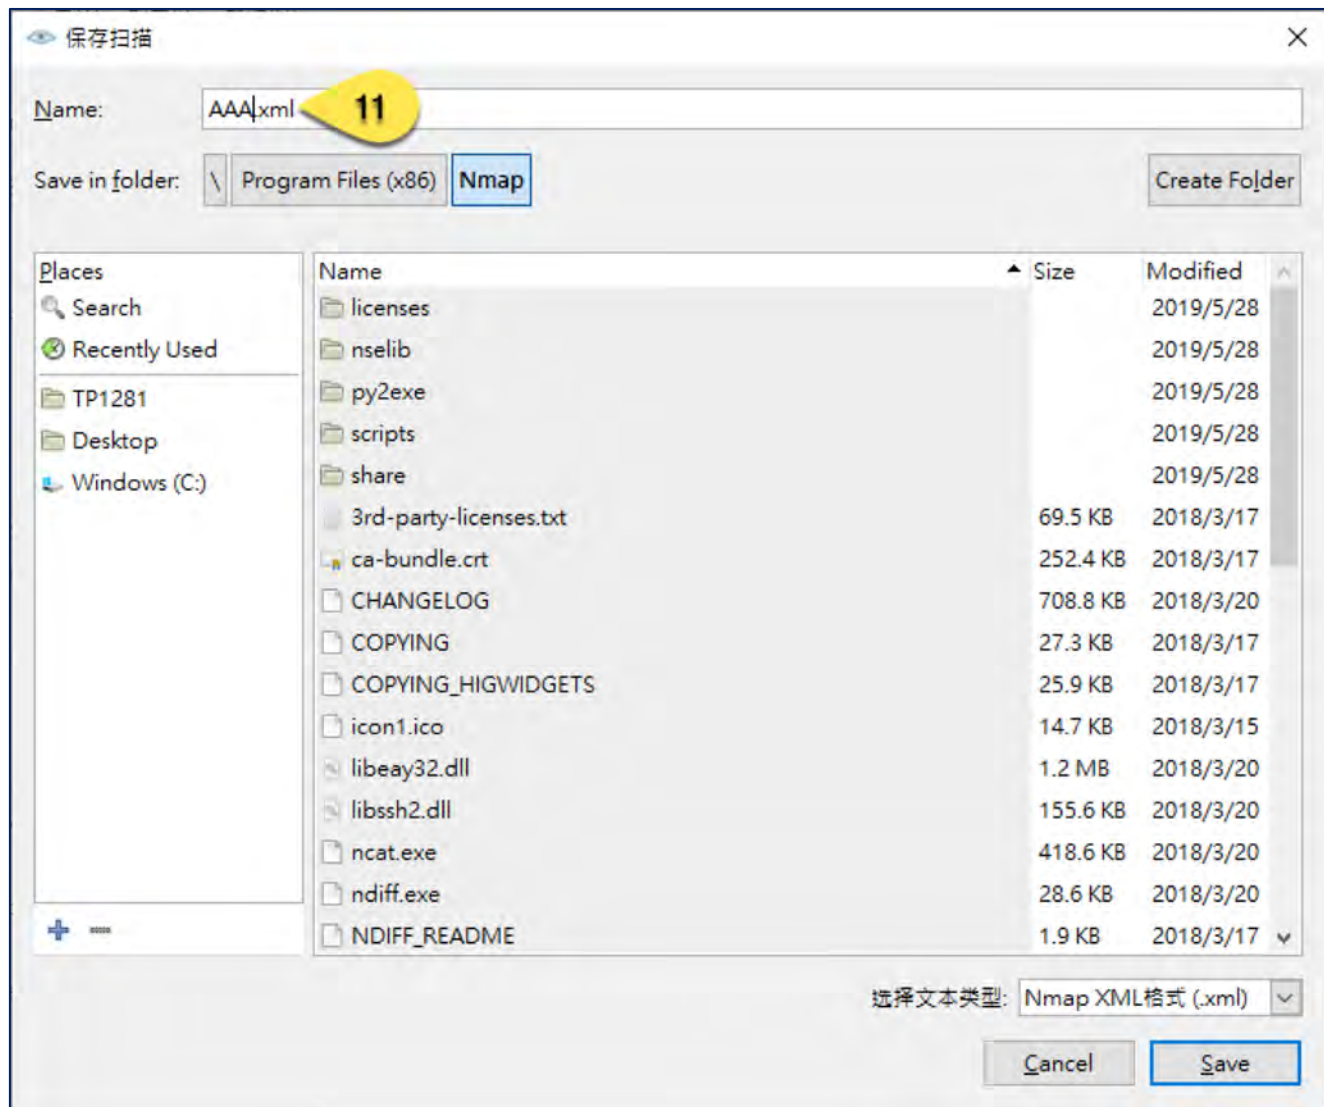 保存扫描
Name: AAA.xml 11
Save in folder: \ Program Files (x86) Nmap Create Folder
Places
Search
Recently Used
TP1281
Desktop
Windows (C:)
Name Size Modified
licenses 2019/5/28
nselib 2019/5/28
py2exe 2019/5/28
scripts 2019/5/28
share 2019/5/28
3rd-party-licenses.txt 69.5 KB 2018/3/17
ca-bundle.crt 252.4 KB 2018/3/17
CHANGELOG 708.8 KB 2018/3/20
COPYING 27.3 KB 2018/3/17
COPYING_HIGWIDGETS 25.9 KB 2018/3/17
icon1.ico 14.7 KB 2018/3/15
libeay32.dll 1.2 MB 2018/3/20
libssh2.dll 155.6 KB 2018/3/20
ncat.exe 418.6 KB 2018/3/20
ndiff.exe 28.6 KB 2018/3/20
NDIFF_README 1.9 KB 2018/3/17
选择文本类型: Nmap XML格式 (.xml)
Cancel Save